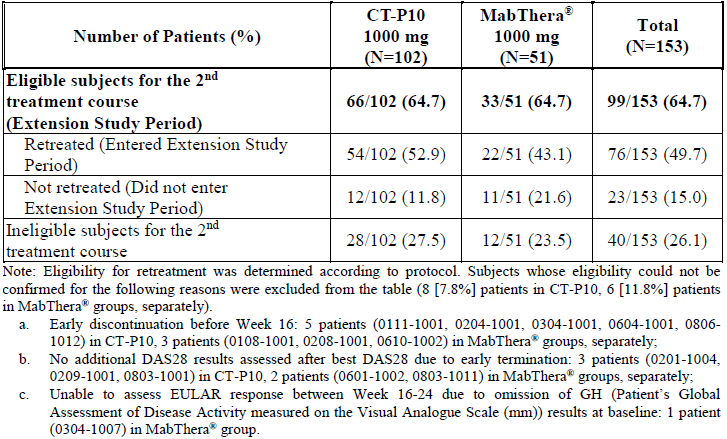 Number of Patients (%) CT-P10 1000 mg (N=102) MabThera® 1000 mg (N=51) Total (N=153)
Eligible subjects for the 2nd
treatment course 66/102 (64.7) 33/51 (64.7) 99/153 (64.7)
(Extension Study Period)
Retreated (Entered Extension Study
Period) 54/102 (52.9) 22/51 (43.1) 76/153 (49.7)
Not retreated (Did not enter
Extension Study Period) 12/102 (11.8) 11/51 (21.6) 23/153 (15.0)
Ineligible subjects for the 2nd
treatment course 28/102 (27.5) 12/51 (23.5) 40/153 (26.1)
Note: Eligibility for retreatment was determined according to protocol. Subjects whose eligibility could not be
confirmed for the following reasons were excluded from the table (8 [7.8%] patients in CT-P10, 6 [11.8%] patients
in MabThera® groups, separately).
a. Early discontinuation before Week 16: 5 patients (0111-1001, 0204-1001, 0304-1001, 0604-1001, 0806-
1012) in CT-P10, 3 patients (0108-1001, 0208-1001, 0610-1002) in MabThera® groups, separately;
b. No additional DAS28 results assessed after best DAS28 due to early termination: 3 patients (0201-1004,
0209-1001, 0803-1001) in CT-P10, 2 patients (0601-1002, 0803-1011) in MabThera® groups, separately;
c. Unable to assess EULAR response between Week 16-24 due to omission of GH (Patient's Global
Assessment of Disease Activity measured on the Visual Analogue Scale (mm)) results at baseline: 1 patient
(0304-1007) in MabThera® group.